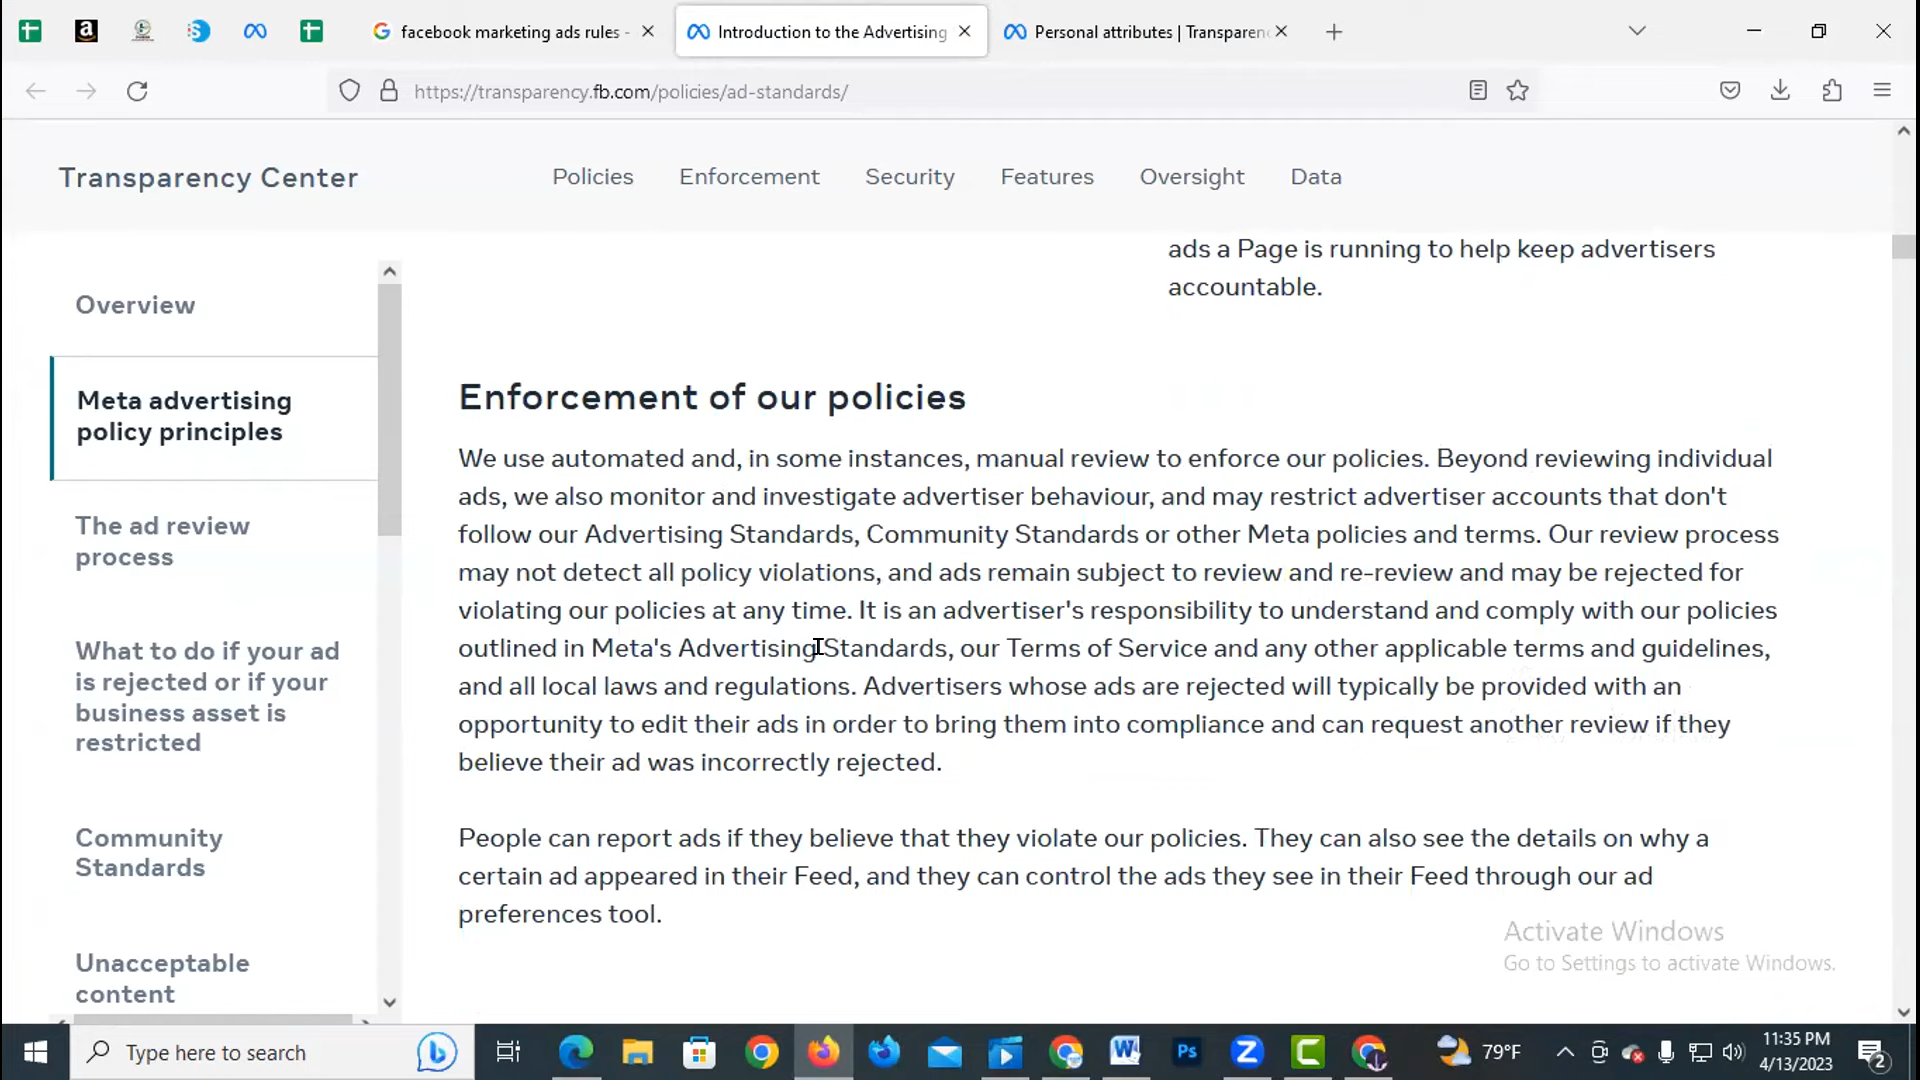 facebook marketing ads rules -
Introduction to the Advertising
Personal attributes | Transparen
https://transparency.fb.com/policies/ad-standards/
Transparency Center
Policies
Enforcement
Security
Features
Oversight
Data
Overview
Meta advertising
policy principles
The ad review
process
What to do if your ad
is rejected or if your
business asset is
restricted
Community
Standards
Unacceptable
content
ads a Page is running to help keep advertisers
accountable.
Enforcement of our policies
We use automated and, in some instances, manual review to enforce our policies. Beyond reviewing individual
ads, we also monitor and investigate advertiser behaviour, and may restrict advertiser accounts that don't
follow our Advertising Standards, Community Standards or other Meta policies and terms. Our review process
may not detect all policy violations, and ads remain subject to review and re-review and may be rejected for
violating our policies at any time. It is an advertiser's responsibility to understand and comply with our policies
outlined in Meta's Advertising Standards, our Terms of Service and any other applicable terms and guidelines,
and all local laws and regulations. Advertisers whose ads are rejected will typically be provided with an
opportunity to edit their ads in order to bring them into compliance and can request another review if they
believe their ad was incorrectly rejected.
People can report ads if they believe that they violate our policies. They can also see the details on why a
certain ad appeared in their Feed, and they can control the ads they see in their Feed through our ad
preferences tool.
Activate Windows
Go to Settings to activate Windows.
Type here to search
Ps
79°F
11:35 PM
4/13/2023
2